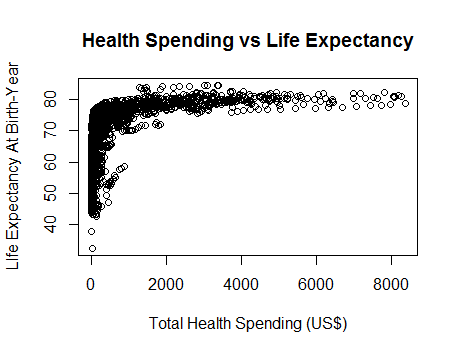 Health Spending vs Life Expectancy
LIfe Expectancy At Birth-Year
80
70
60
50
40
0 2000 4000 6000 8000
Total Health Spending (US$)